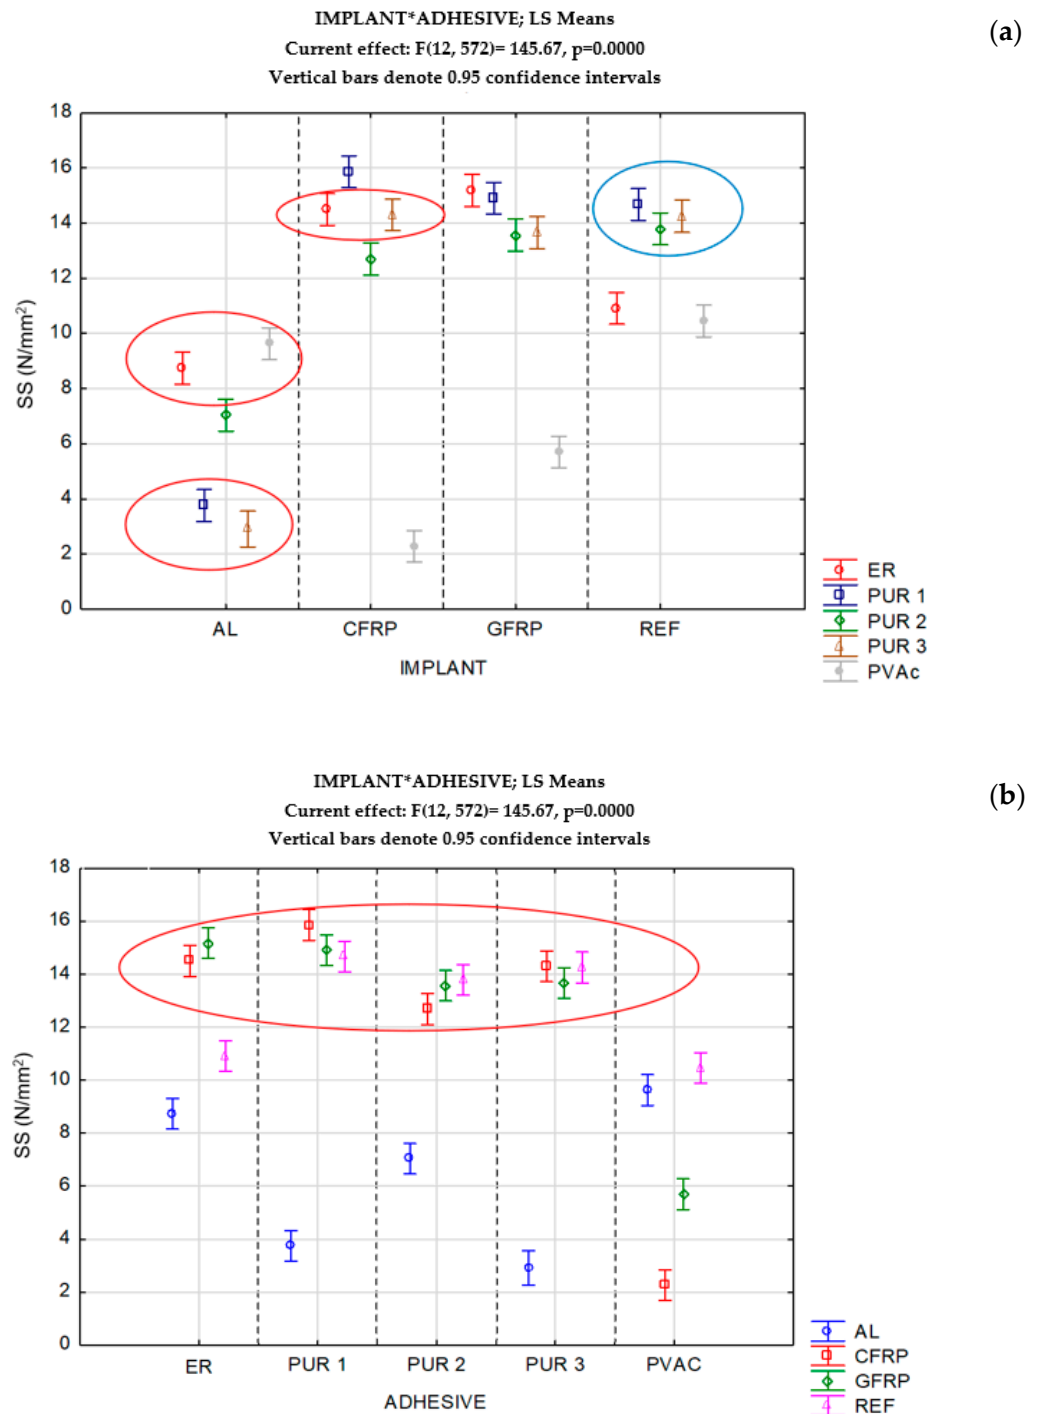 IMPLANT*ADHESIVE; LS Means
(a)
Current effect: F(12, 572)= 145.67, p=0.0000
Vertical bars denote 0.95 confidence intervals
18
16
14
12
10
8
6
4
2
0
SS (N/mm²)
AL CFRP GFRP REF
IMPLANT
ER
PUR 1
PUR 2
PUR 3
PVAc
IMPLANT*ADHESIVE; LS Means
(b)
Current effect: F(12, 572)= 145.67, p=0.0000
Vertical bars denote 0.95 confidence intervals
18
16
14
12
10
8
6
4
2
0
SS (N/mm²)
ER PUR 1 PUR 2 PUR 3 PVAC
ADHESIVE
AL
CFRP
GFRP
REF